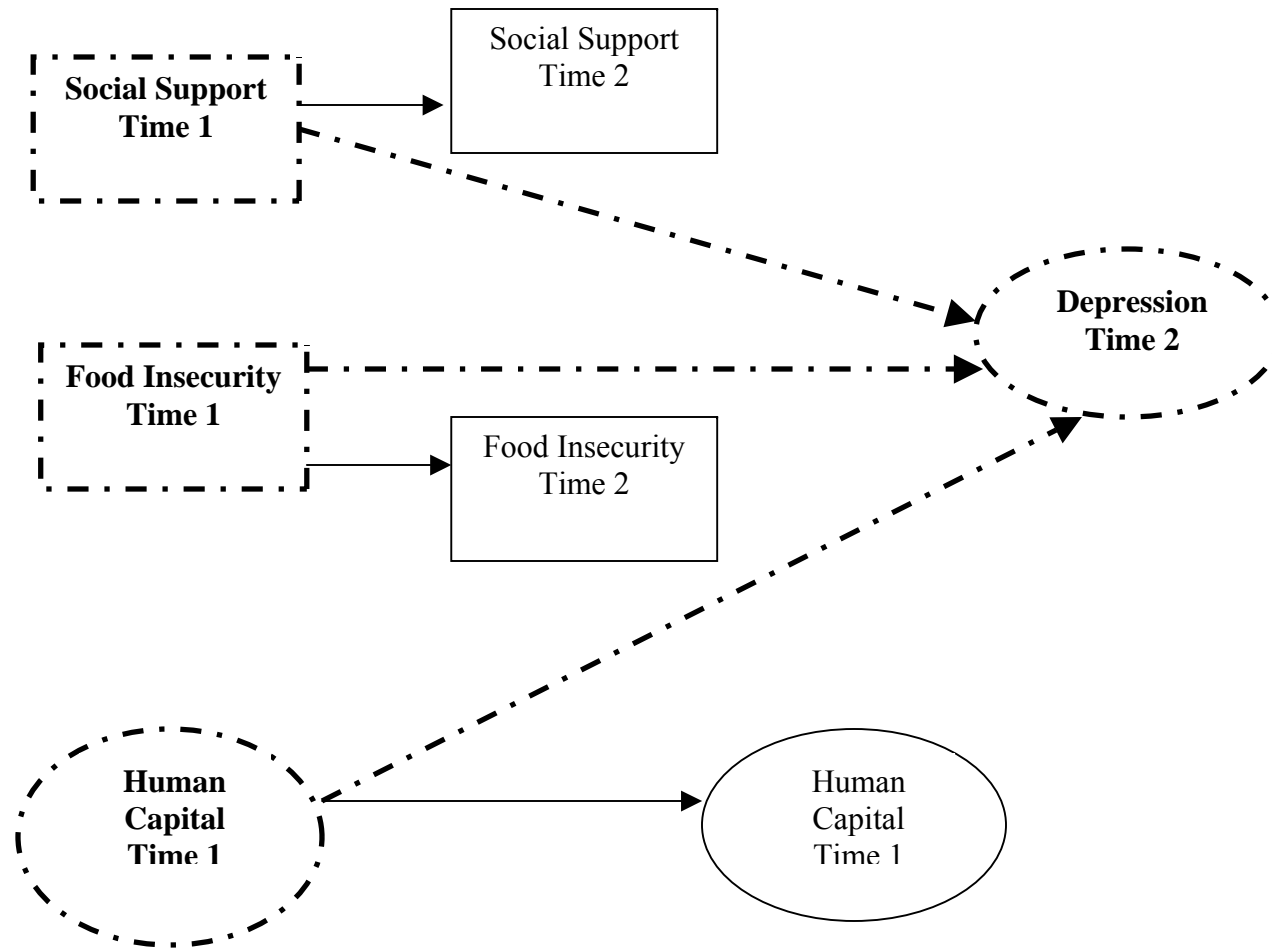 Social Support
Time 2
Social Support
Time 1
Depression
Time 2
Food Insecurity
Time 1
Food Insecurity
Time 2
Human
Capital
Time 1
Human
Capital
Time 1